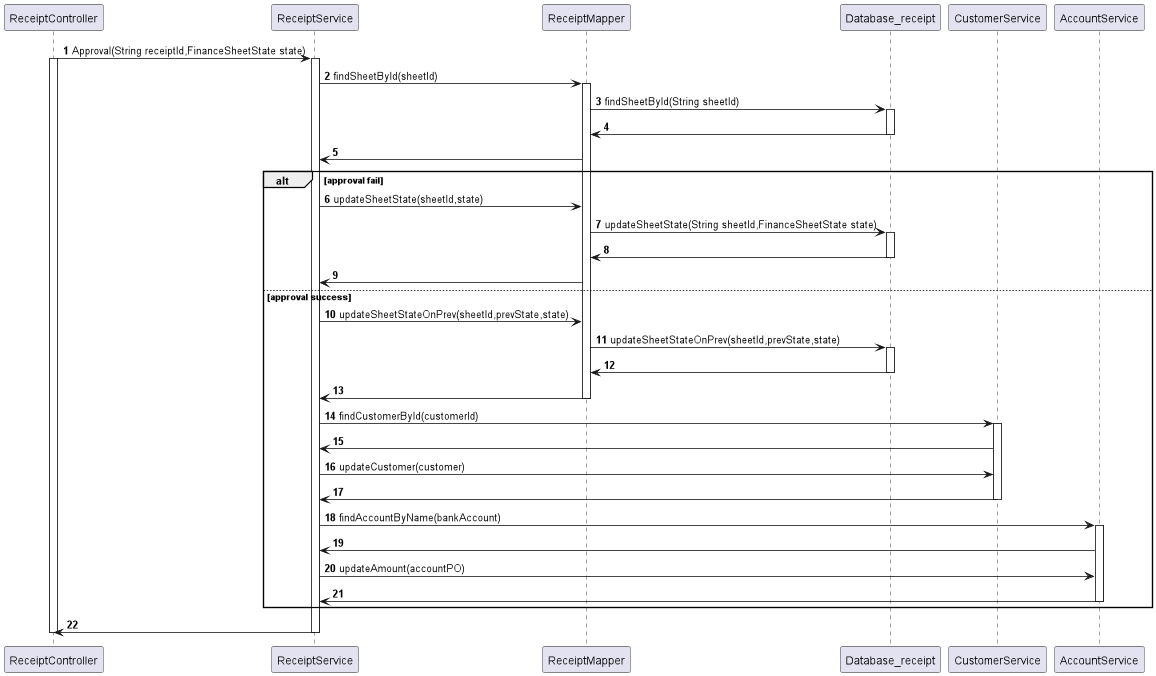 ReceiptController ReceiptService ReceiptMapper Database_receipt CustomerService AccountService
1 Approval(String receiptId,FinanceSheetState state)
2 findSheetById(sheetId)
3 findSheetById(String sheetId)
4
5
alt [approval fail]
6 updateSheetState(sheetId,state)
7 updateSheetState(String sheetId,FinanceSheetState state)
8
9
[approval success]
10 updateSheetStateOnPrev(sheetId,prevState,state)
11 updateSheetStateOnPrev(sheetId,prevState,state)
12
13
14 findCustomerById(customerId)
15
16 updateCustomer(customer)
17
18 findAccountByName(bankAccount)
19
20 updateAmount(accountPO)
21
22
ReceiptController ReceiptService ReceiptMapper Database_receipt CustomerService AccountService